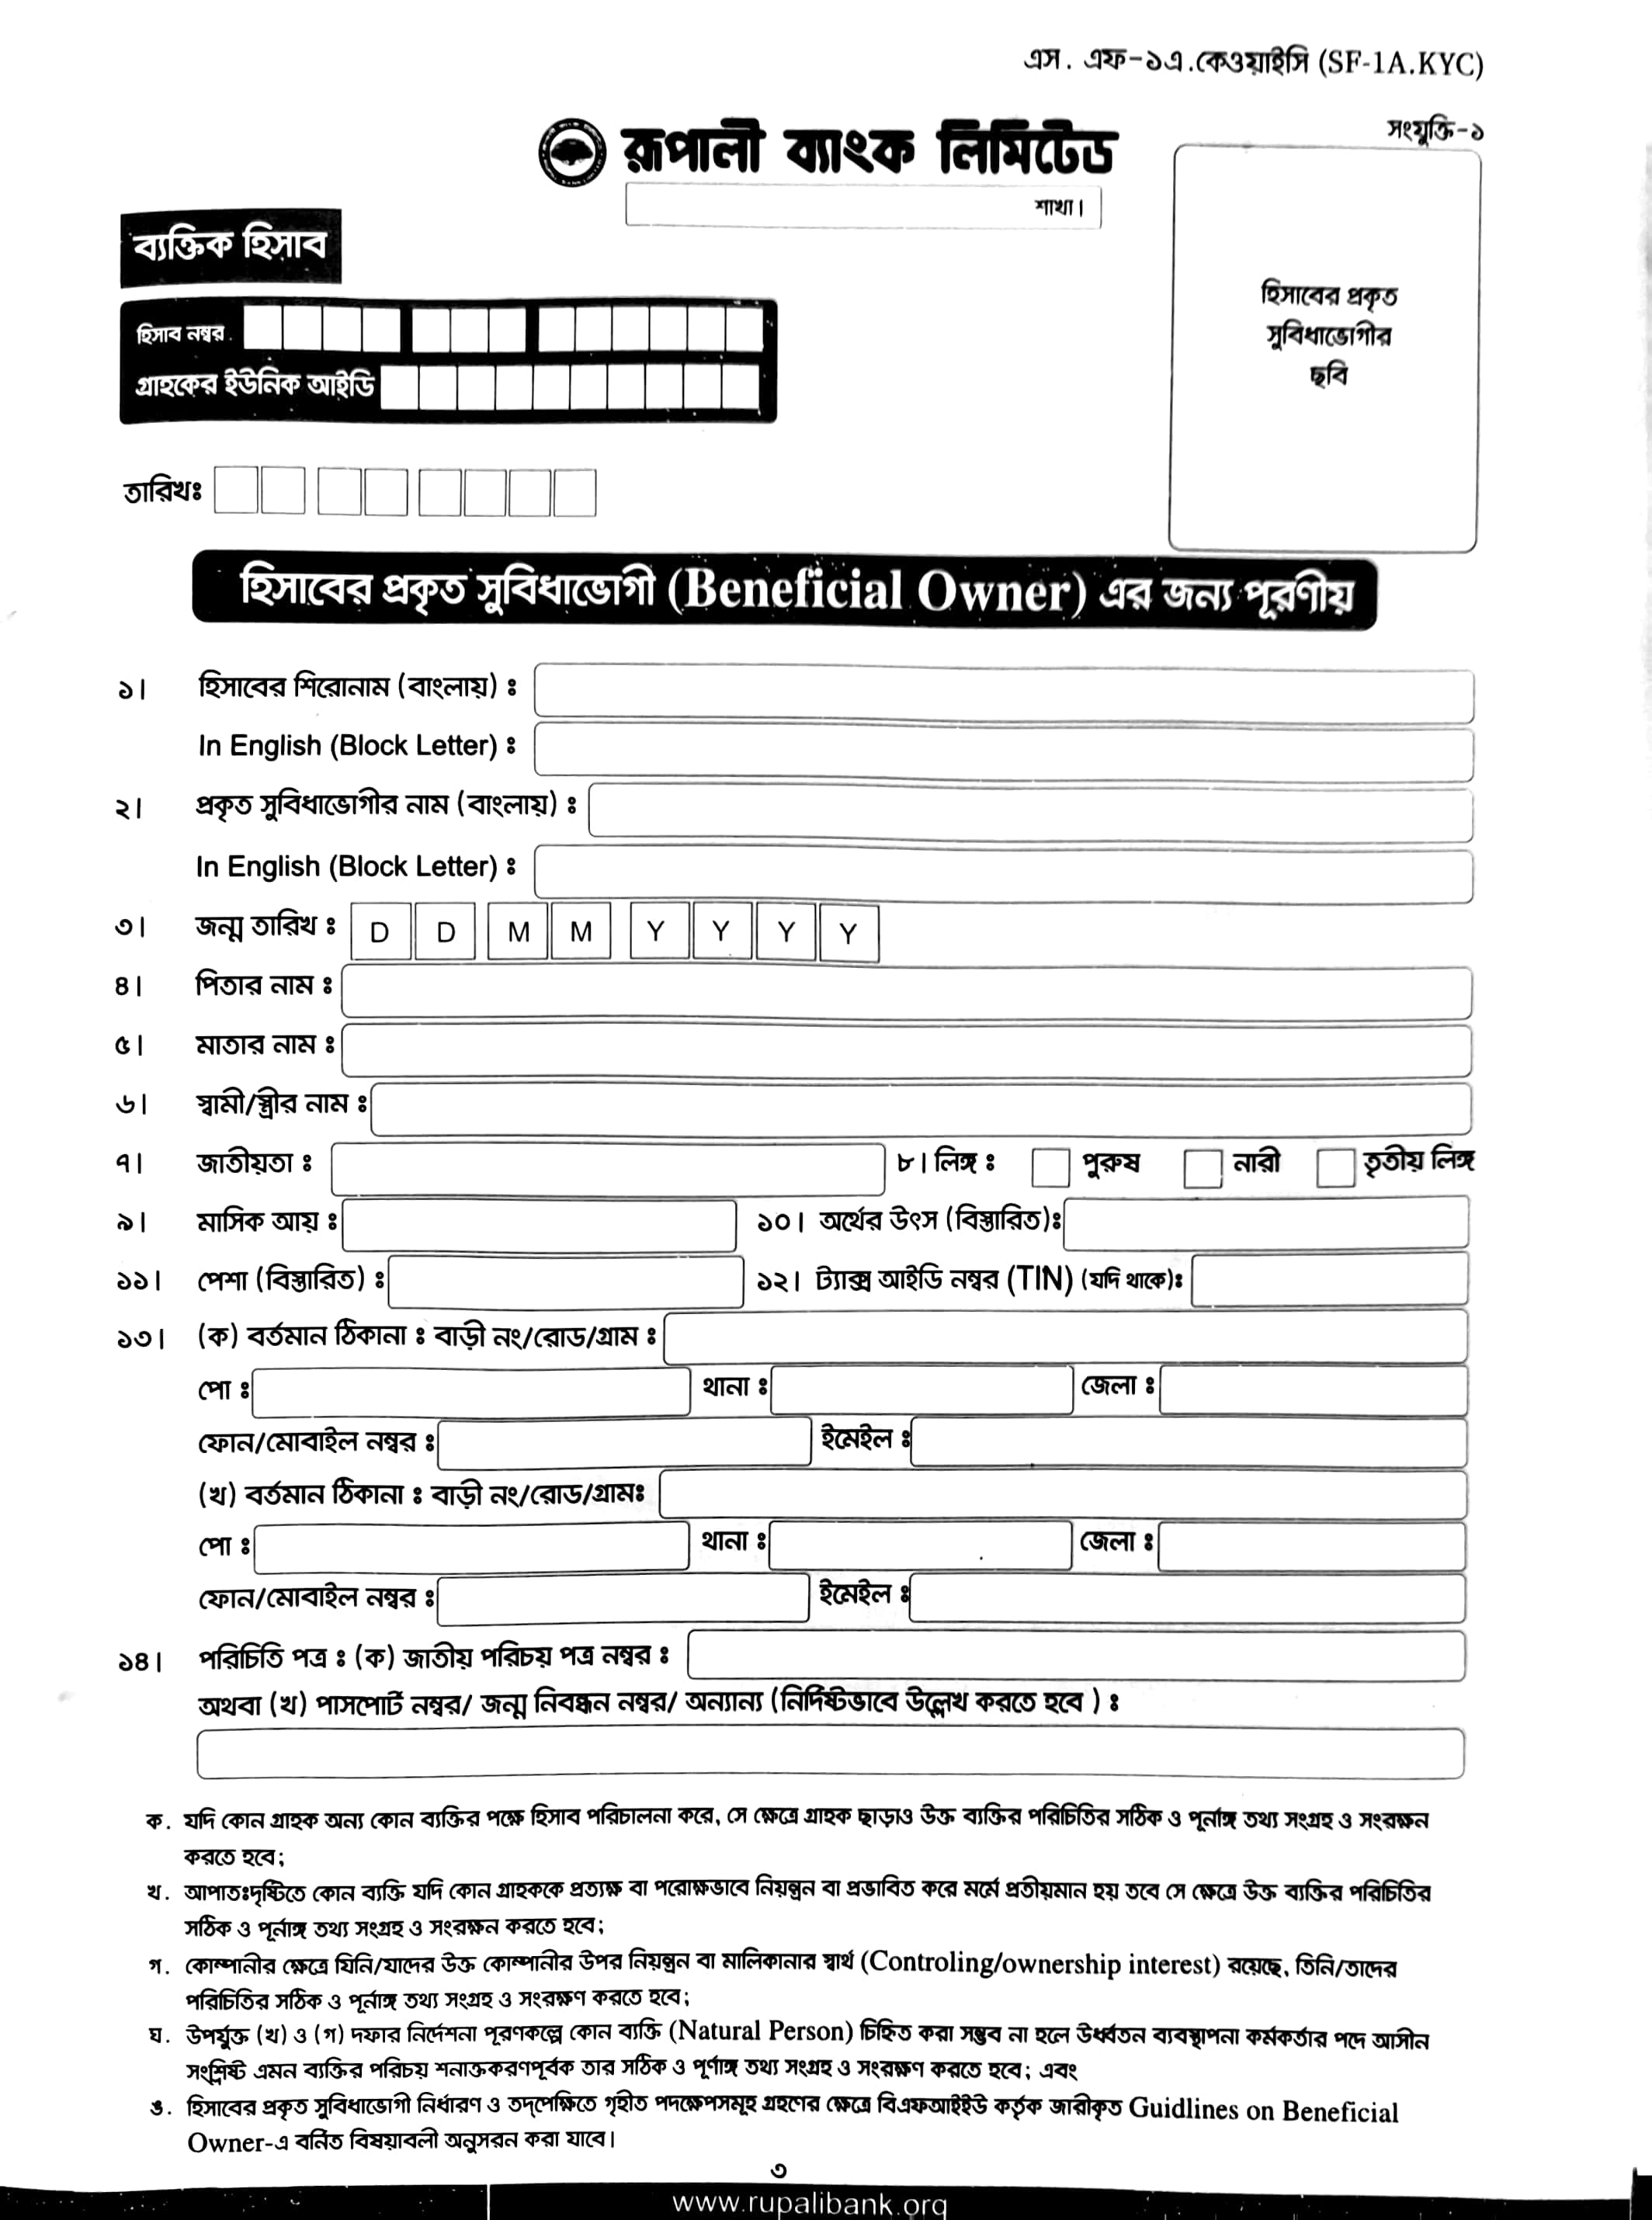 এস. এফ-১এ.কেওয়াইসি (SF-1A.KYC)
সংযুক্তি-১
রূপালী ব্যাংক লিমিটেড
শাখা।
ব্যক্তিক হিসাব
হিসাবের প্রকৃত
সুবিধাভোগীর
ছবি
হিসাব নম্বর
গ্রাহকের ইউনিক আইডি
তারিখঃ
হিসাবের প্রকৃত সুবিধাভোগী (Beneficial Owner) এর জন্য পূরণীয়
১। হিসাবের শিরোনাম (বাংলায়) ঃ
In English (Block Letter) ঃ
২। প্রকৃত সুবিধাভোগীর নাম (বাংলায়) ঃ
In English (Block Letter) ঃ
৩। জন্ম তারিখ ঃ D D M M Y Y Y Y
৪। পিতার নাম ঃ
৫। মাতার নাম ঃ
৬। স্বামী/স্ত্রীর নাম ঃ
৭। জাতীয়তা ঃ ৮। লিঙ্গ ঃ পুরুষ নারী তৃতীয় লিঙ্গ
৯। মাসিক আয় ঃ ১০। অর্থের উৎস (বিস্তারিত)ঃ
১১। পেশা (বিস্তারিত) ঃ ১২। ট্যাক্স আইডি নম্বর (TIN) (যদি থাকে)ঃ
১৩। (ক) বর্তমান ঠিকানা ঃ বাড়ী নং/রোড/গ্রাম ঃ
পো ঃ থানা ঃ জেলা ঃ
ফোন/মোবাইল নম্বর ঃ ইমেইল ঃ
(খ) বর্তমান ঠিকানা ঃ বাড়ী নং/রোড/গ্রামঃ
পো ঃ থানা ঃ জেলা ঃ
ফোন/মোবাইল নম্বর ঃ ইমেইল ঃ
১৪। পরিচিতি পত্র ঃ (ক) জাতীয় পরিচয় পত্র নম্বর ঃ
অথবা (খ) পাসপোর্ট নম্বর/ জন্ম নিবন্ধন নম্বর/ অন্যান্য (নির্দিষ্টভাবে উল্লেখ করতে হবে ) ঃ
ক. যদি কোন গ্রাহক অন্য কোন ব্যক্তির পক্ষে হিসাব পরিচালনা করে, সে ক্ষেত্রে গ্রাহক ছাড়াও উক্ত ব্যক্তির পরিচিতির সঠিক ও পূর্নাঙ্গ তথ্য সংগ্রহ ও সংরক্ষন
করতে হবে;
খ. আপাতঃদৃষ্টিতে কোন ব্যক্তি যদি কোন গ্রাহককে প্রত্যক্ষ বা পরোক্ষভাবে নিয়ন্ত্রন বা প্রভাবিত করে মর্মে প্রতীয়মান হয় তবে সে ক্ষেত্রে উক্ত ব্যক্তির পরিচিতির
সঠিক ও পূর্নাঙ্গ তথ্য সংগ্রহ ও সংরক্ষন করতে হবে;
গ. কোম্পানীর ক্ষেত্রে যিনি/যাদের উক্ত কোম্পানীর উপর নিয়ন্ত্রন বা মালিকানার স্বার্থ (Controling/ownership interest) রয়েছে, তিনি/তাদের
পরিচিতির সঠিক ও পূর্নাঙ্গ তথ্য সংগ্রহ ও সংরক্ষণ করতে হবে;
ঘ. উপর্যুক্ত (খ) ও (গ) দফার নির্দেশনা পূরণকল্পে কোন ব্যক্তি (Natural Person) চিহ্নিত করা সম্ভব না হলে উর্ধ্বতন ব্যবস্থাপনা কর্মকর্তার পদে আসীন
সংশ্লিষ্ট এমন ব্যক্তির পরিচয় শনাক্তকরণপূর্বক তার সঠিক ও পূর্ণাঙ্গ তথ্য সংগ্রহ ও সংরক্ষণ করতে হবে; এবং
ঙ. হিসাবের প্রকৃত সুবিধাভোগী নির্ধারণ ও তদ্‌পেক্ষিতে গৃহীত পদক্ষেপসমূহ গ্রহণের ক্ষেত্রে বিএফআইইউ কর্তৃক জারীকৃত Guidlines on Beneficial
Owner-এ বর্নিত বিষয়াবলী অনুসরন করা যাবে।
৩
www.rupalibank.org